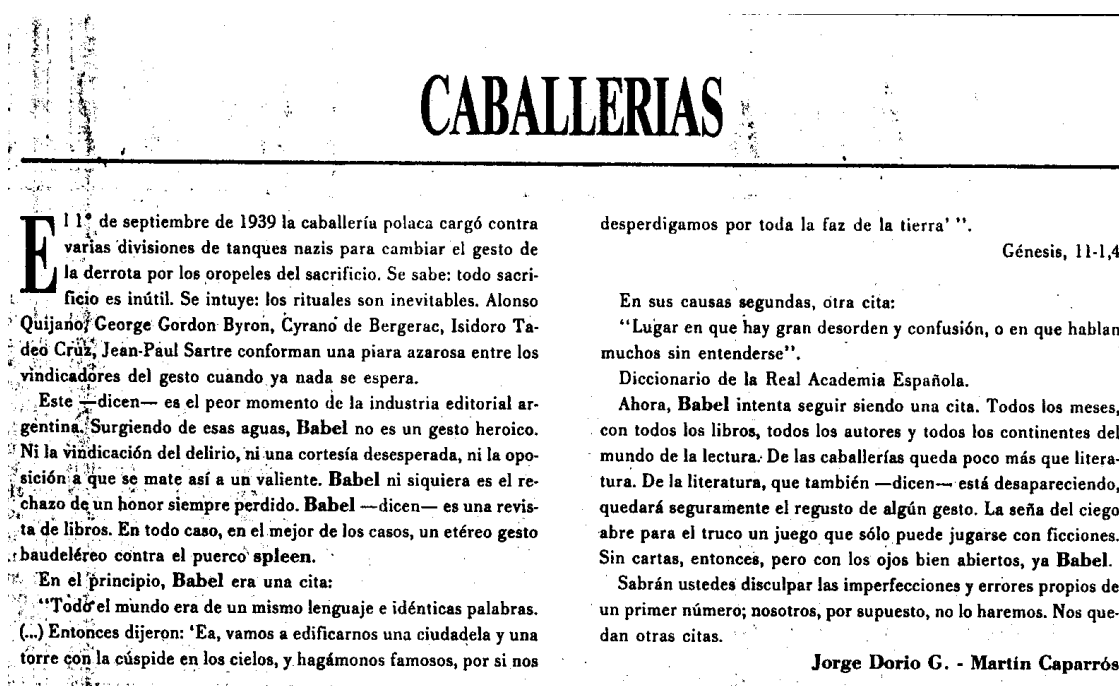 CABALLERIAS
El 1° de septiembre de 1939 la caballería polaca cargó contra
varias divisiones de tanques nazis para cambiar el gesto de
la derrota por los oropeles del sacrificio. Se sabe: todo sacri-
ficio es inútil. Se intuye: los rituales son inevitables. Alonso
Quijano, George Gordon Byron, Cyrano de Bergerac, Isidoro Ta-
deo Cruz, Jean-Paul Sartre conforman una piara azarosa entre los
vindicadores del gesto cuando ya nada se espera.
Este —dicen— es el peor momento de la industria editorial ar-
gentina. Surgiendo de esas aguas, Babel no es un gesto heroico.
Ni la vindicación del delirio, ni una cortesía desesperada, ni la opo-
sición a que se mate así a un valiente. Babel ni siquiera es el re-
chazo de un honor siempre perdido. Babel —dicen— es una revis-
ta de libros. En todo caso, en el mejor de los casos, un etéreo gesto
baudeléreo contra el puerco spleen.
En el principio, Babel era una cita:
“Todo el mundo era de un mismo lenguaje e idénticas palabras.
(...) Entonces dijeron: ‘Ea, vamos a edificarnos una ciudadela y una
torre con la cúspide en los cielos, y hagámonos famosos, por si nos
desperdigamos por toda la faz de la tierra’ ”.
Génesis, 11-1,4
En sus causas segundas, otra cita:
“Lugar en que hay gran desorden y confusión, o en que hablan
muchos sin entenderse”.
Diccionario de la Real Academia Española.
Ahora, Babel intenta seguir siendo una cita. Todos los meses,
con todos los libros, todos los autores y todos los continentes del
mundo de la lectura. De las caballerías queda poco más que litera-
tura. De la literatura, que también —dicen— está desapareciendo,
quedará seguramente el regusto de algún gesto. La seña del ciego
abre para el truco un juego que sólo puede jugarse con ficciones.
Sin cartas, entonces, pero con los ojos bien abiertos, ya Babel.
Sabrán ustedes disculpar las imperfecciones y errores propios de
un primer número; nosotros, por supuesto, no lo haremos. Nos que-
dan otras citas.
Jorge Dorio G. - Martín Caparrós